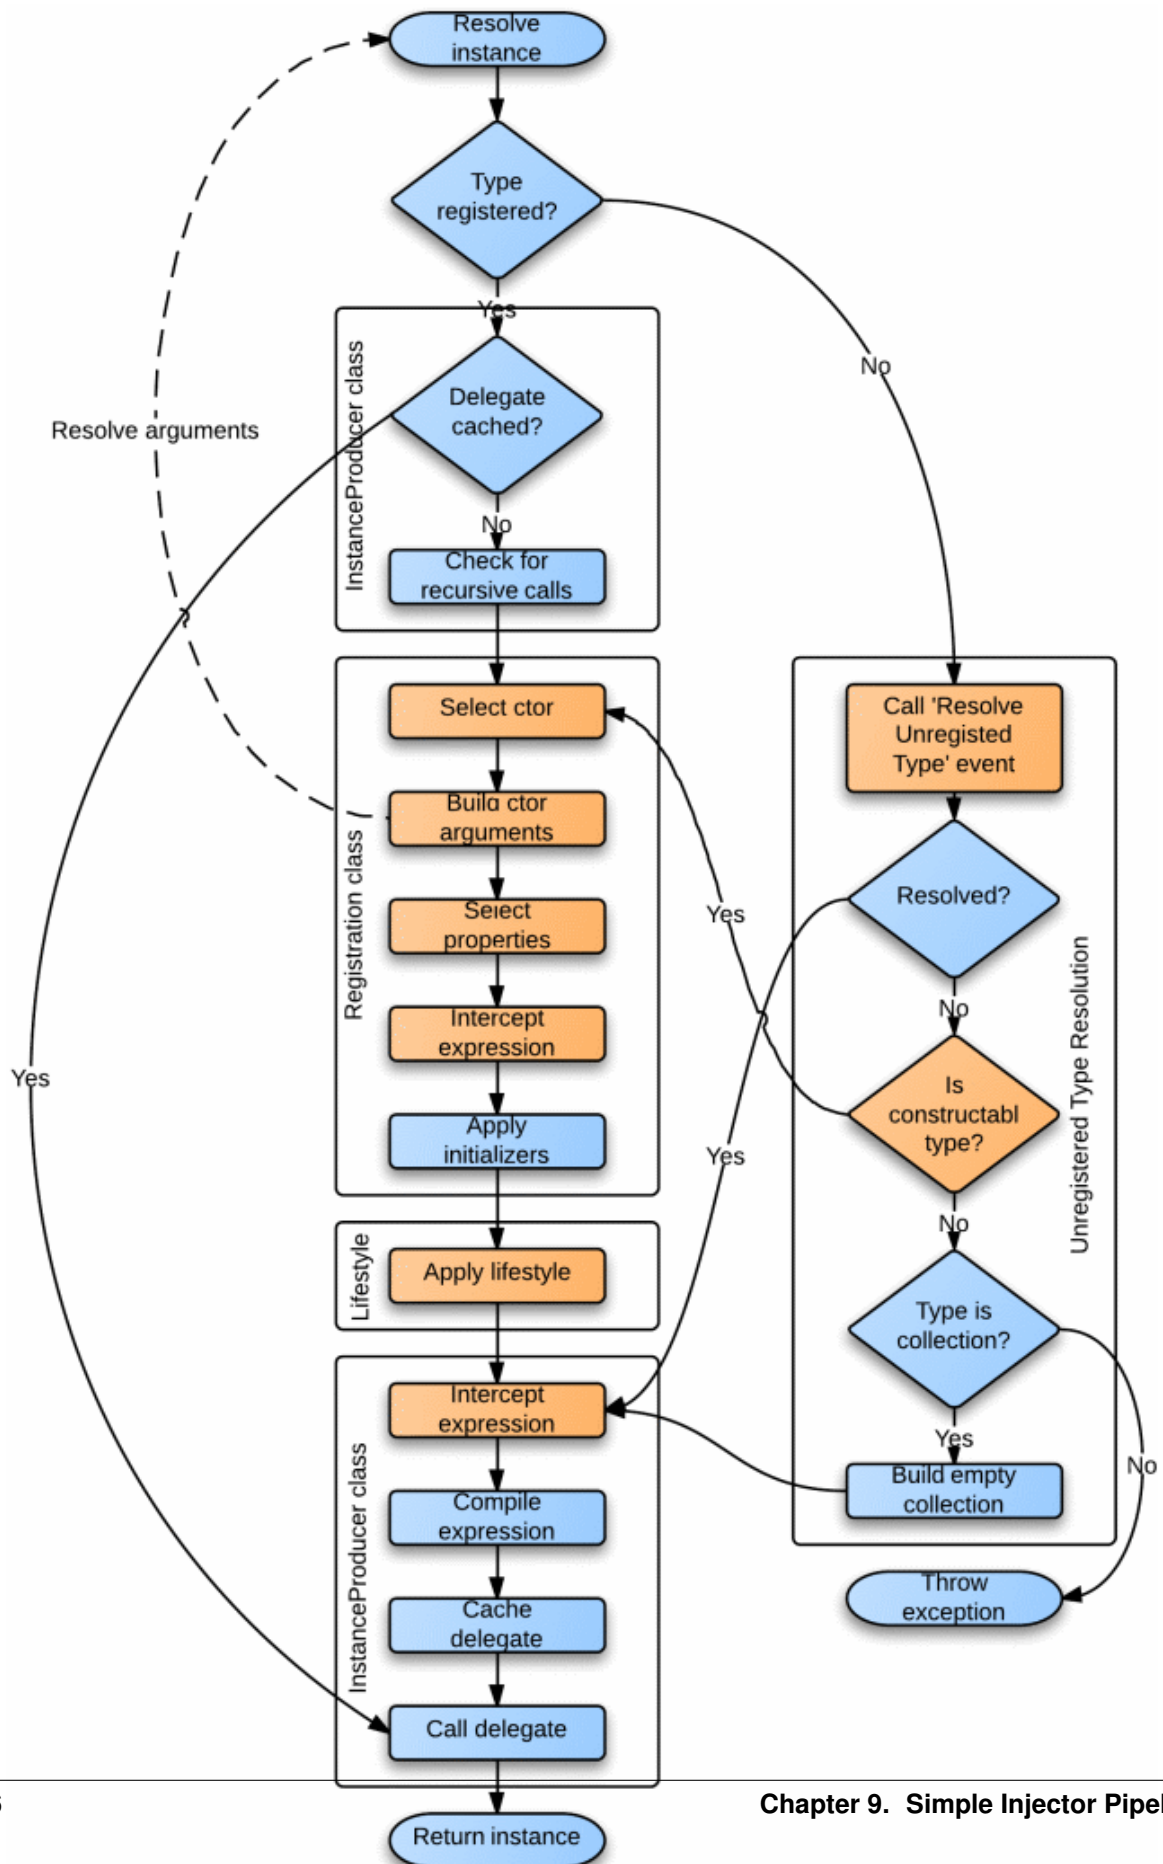 Resolve
instance
Type
registered?
Yes
No
InstanceProducer class
Delegate
cached?
Resolve arguments
No
Check for
recursive calls
Registration class
Select ctor
Build ctor
arguments
Select
properties
Intercept
expression
Apply
initializers
Yes
Yes
Yes
Call 'Resolve
Unregisted
Type' event
Resolved?
No
Is
constructabl
type?
No
Type is
collection?
Yes
No
Build empty
collection
Unregistered Type Resolution
Throw
exception
Lifestyle
Apply lifestyle
InstanceProducer class
Intercept
expression
Compile
expression
Cache
delegate
Call delegate
Chapter 9. Simple Injector Pipel
Return instance